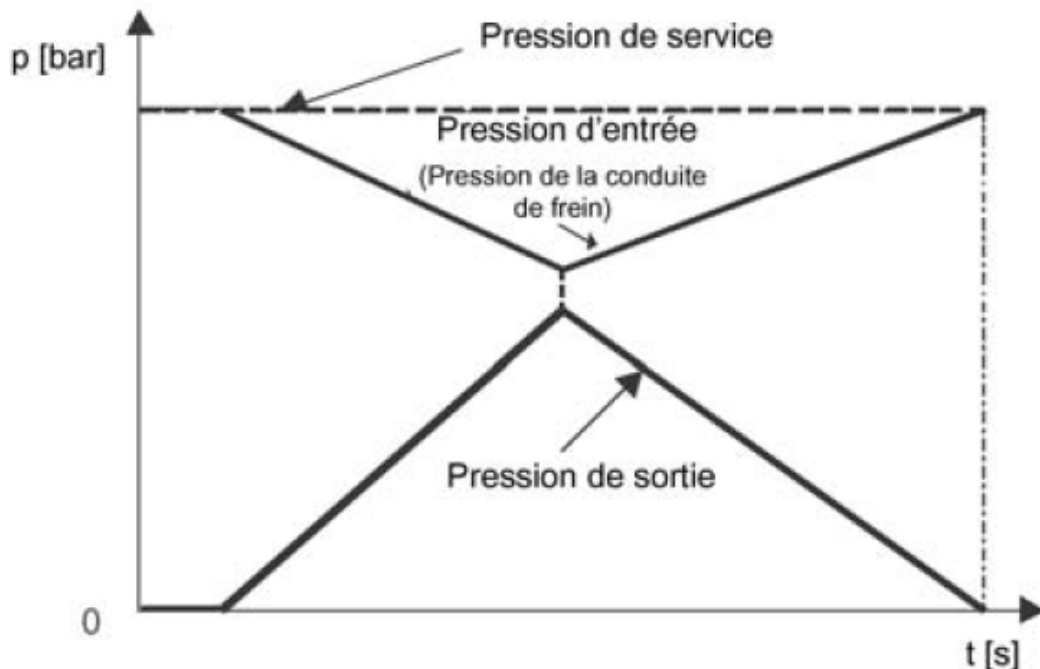 Pression de service
p [bar]
Pression d'entrée
(Pression de la conduite
de frein)
Pression de sortie
0
t [s]